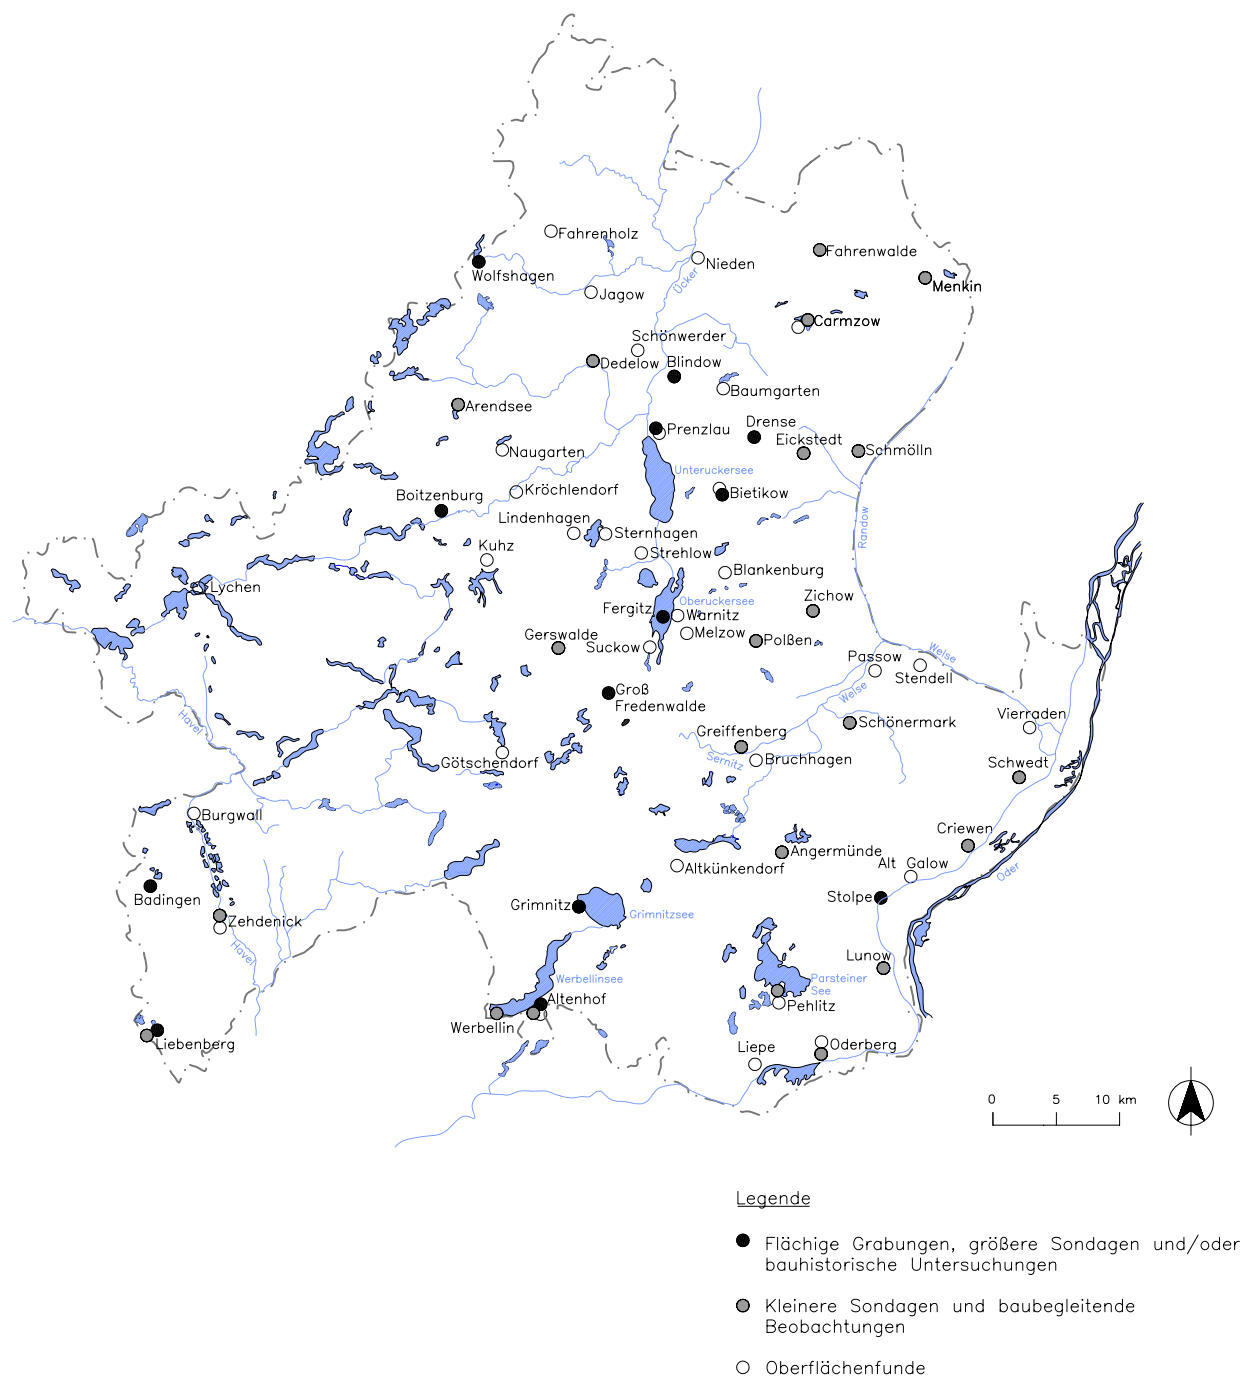 Fahrenholz
Fahrenwalde
Nieden
Wolfshagen
Ücker
Menkin
Jagow
Carmzow
Schönwerder
Dedelow
Blindow
Baumgarten
Arendsee
Drense
Prenzlau
Eickstedt
Naugarten
Schmölln
Unteruckersee
Boitzenburg
Kröchlendorf
Bietikow
Lindenhagen
Sternhagen
Randow
Kuhz
Strehlow
Blankenburg
Lychen
Zichow
Oberuckersee
Fergitz
Warnitz
Gerswalde
Melzow
Suckow
Polßen
Welse
Passow
Stendell
Groß
Fredenwalde
Welse
Havel
Vierraden
Schönermark
Greiffenberg
Sernitz
Bruchhagen
Götschendorf
Schwedt
Burgwall
Criewen
Angermünde
Alt Galow
Altkünkendorf
Oder
Badingen
Stolpe
Grimnitz
Grimnitzsee
Zehdenick
Havel
Lunow
Werbellinsee
Parsteiner
See
Altenhof
Pehlitz
Werbellin
Liebenberg
Oderberg
Liepe
0 5 10 km
Legende
Flächige Grabungen, größere Sondagen und/oder
bauhistorische Untersuchungen
Kleinere Sondagen und baubegleitende
Beobachtungen
Oberflächenfunde